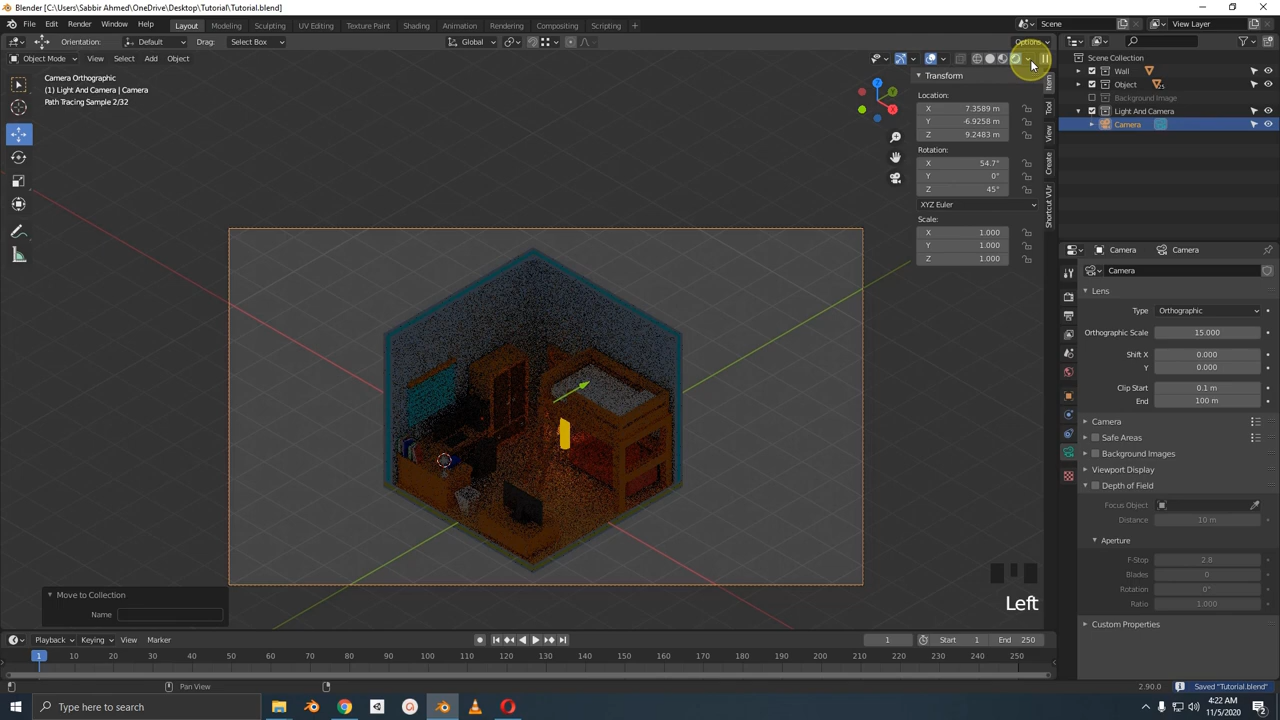 Blender [C:\Users\Sabbir Ahmed\OneDrive\Desktop\Tutorial\Tutorial.blend]
File Edit Render Window Help Layout Modeling Sculpting UV Editing Texture Paint Shading Animation Rendering Compositing Scripting Scene View Layer
Orientation: Default Drag: Select Box Global Options
Object Mode View Select Add Object
Camera Orthographic
(1) Light And Camera | Camera
Path Tracing Sample 2/32
Z
Y
X
Transform
Location:
X 7.3589 m
Y -6.9258 m
Z 9.2483 m
Rotation:
X 54.7°
Y 0°
Z 45°
XYZ Euler
Scale:
X 1.000
Y 1.000
Z 1.000
Item
Tool
View
Create
Shortcut VUr
Scene Collection
Wall
Object
Background Image
Light And Camera
Camera
Camera Camera
Camera
Lens
Type Orthographic
Orthographic Scale 15.000
Shift X 0.000
Y 0.000
Clip Start 0.1 m
End 100 m
Camera
Safe Areas
Background Images
Viewport Display
Depth of Field
Focus Object
Distance 10 m
Aperture
F-Stop 2.8
Blades 0
Rotation 0°
Ratio 1.000
Custom Properties
Move to Collection
Name
Left
Playback Keying View Marker 1 Start 1 End 250
1 10 20 30 40 50 60 70 80 90 100 110 120 130 140 150 160 170 180 190 200 210 220 230 240 250
Pan View 2.90.0 Saved "Tutorial.blend"
Type here to search
4:22 AM
11/5/2020
2